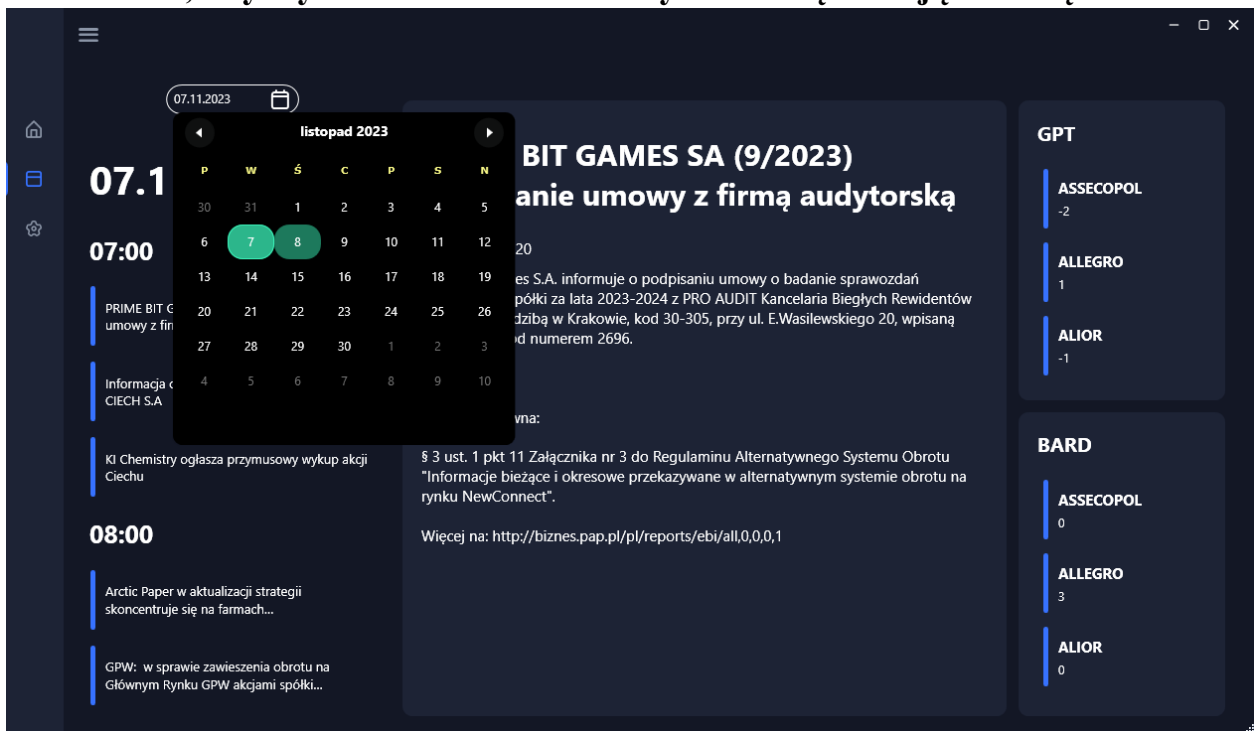 07.11.2023
listopad 2023
P W Ś C P S N
30 31 1 2 3 4 5
6 7 8 9 10 11 12
13 14 15 16 17 18 19
20 21 22 23 24 25 26
27 28 29 30 1 2 3
4 5 6 7 8 9 10
07.1
07:00
PRIME BIT G
umowy z fir
Informacja
CIECH S.A
KI Chemistry ogłasza przymusowy wykup akcji
Ciechu
08:00
Arctic Paper w aktualizacji strategii
skoncentruje się na farmach...
GPW: w sprawie zawieszenia obrotu na
Głównym Rynku GPW akcjami spółki...
BIT GAMES SA (9/2023)
anie umowy z firmą audytorską
20
es S.A. informuje o podpisaniu umowy o badanie sprawozdań
półki za lata 2023-2024 z PRO AUDIT Kancelaria Biegłych Rewidentów
dzibą w Krakowie, kod 30-305, przy ul. E.Wasilewskiego 20, wpisaną
od numerem 2696.
wna:
§ 3 ust. 1 pkt 11 Załącznika nr 3 do Regulaminu Alternatywnego Systemu Obrotu
"Informacje bieżące i okresowe przekazywane w alternatywnym systemie obrotu na
rynku NewConnect".
Więcej na: http://biznes.pap.pl/pl/reports/ebi/all,0,0,0,1
GPT
ASSECOPOL
-2
ALLEGRO
1
ALIOR
-1
BARD
ASSECOPOL
0
ALLEGRO
3
ALIOR
0